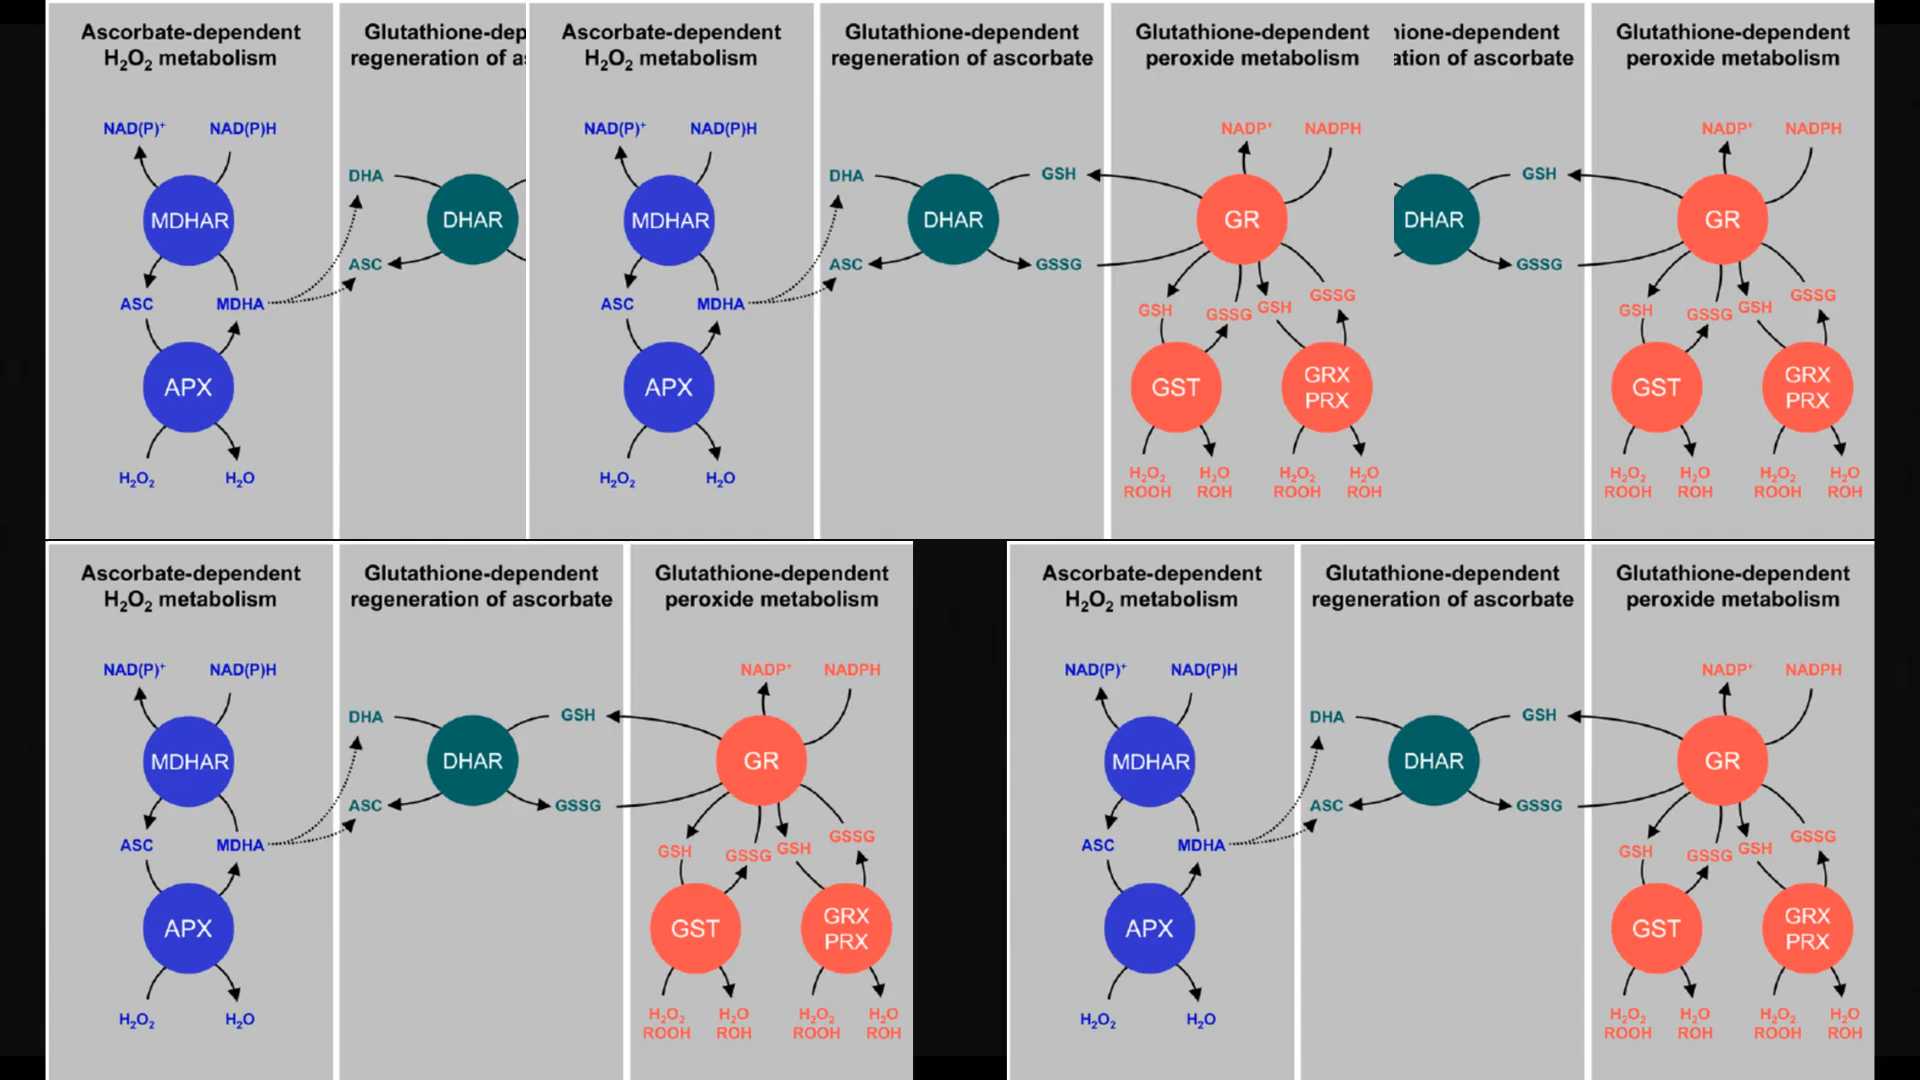 Ascorbate-dependent
H₂O₂ metabolism
NAD(P)⁺ NAD(P)H
MDHAR
ASC MDHA
APX
H₂O₂ H₂O
Glutathione-dep
regeneration of a
DHA
DHAR
ASC
Ascorbate-dependent
H₂O₂ metabolism
NAD(P)⁺ NAD(P)H
MDHAR
ASC MDHA
APX
H₂O₂ H₂O
Glutathione-dependent
regeneration of ascorbate
DHA GSH
DHAR
ASC GSSG
Glutathione-dependent
peroxide metabolism
NADP⁺ NADPH
GR
GSH GSSG GSH GSSG
GST GRX
PRX
H₂O₂ H₂O H₂O₂ H₂O
ROOH ROH ROOH ROH
hione-dependent
ation of ascorbate
GSH
DHAR
GSSG
Glutathione-dependent
peroxide metabolism
NADP⁺ NADPH
GR
GSH GSSG GSH GSSG
GST GRX
PRX
H₂O₂ H₂O H₂O₂ H₂O
ROOH ROH ROOH ROH
Ascorbate-dependent
H₂O₂ metabolism
NAD(P)⁺ NAD(P)H
MDHAR
ASC MDHA
APX
H₂O₂ H₂O
Glutathione-dependent
regeneration of ascorbate
DHA GSH
DHAR
ASC GSSG
Glutathione-dependent
peroxide metabolism
NADP⁺ NADPH
GR
GSH GSSG GSH GSSG
GST GRX
PRX
H₂O₂ H₂O H₂O₂ H₂O
ROOH ROH ROOH ROH
Ascorbate-dependent
H₂O₂ metabolism
NAD(P)⁺ NAD(P)H
MDHAR
ASC MDHA
APX
H₂O₂ H₂O
Glutathione-dependent
regeneration of ascorbate
DHA GSH
DHAR
ASC GSSG
Glutathione-dependent
peroxide metabolism
NADP⁺ NADPH
GR
GSH GSSG GSH GSSG
GST GRX
PRX
H₂O₂ H₂O H₂O₂ H₂O
ROOH ROH ROOH ROH